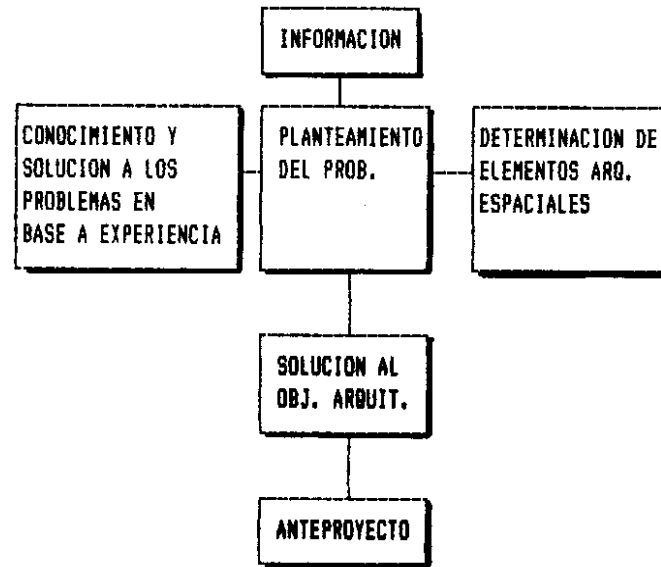 INFORMACION
CONOCIMIENTO Y
SOLUCION A LOS
PROBLEMAS EN
BASE A EXPERIENCIA
PLANTEAMIENTO
DEL PROB.
DETERMINACION DE
ELEMENTOS ARQ.
ESPACIALES
SOLUCION AL
OBJ. ARQUIT.
ANTEPROYECTO